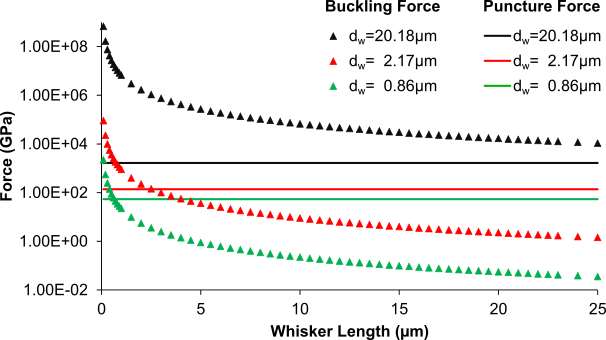 Buckling Force Puncture Force
dw=20.18µm dw=20.18µm
dw= 2.17µm dw= 2.17µm
dw= 0.86µm dw= 0.86µm
1.00E+08
1.00E+06
1.00E+04
1.00E+02
1.00E+00
1.00E-02
Force (GPa)
0 5 10 15 20 25
Whisker Length (µm)